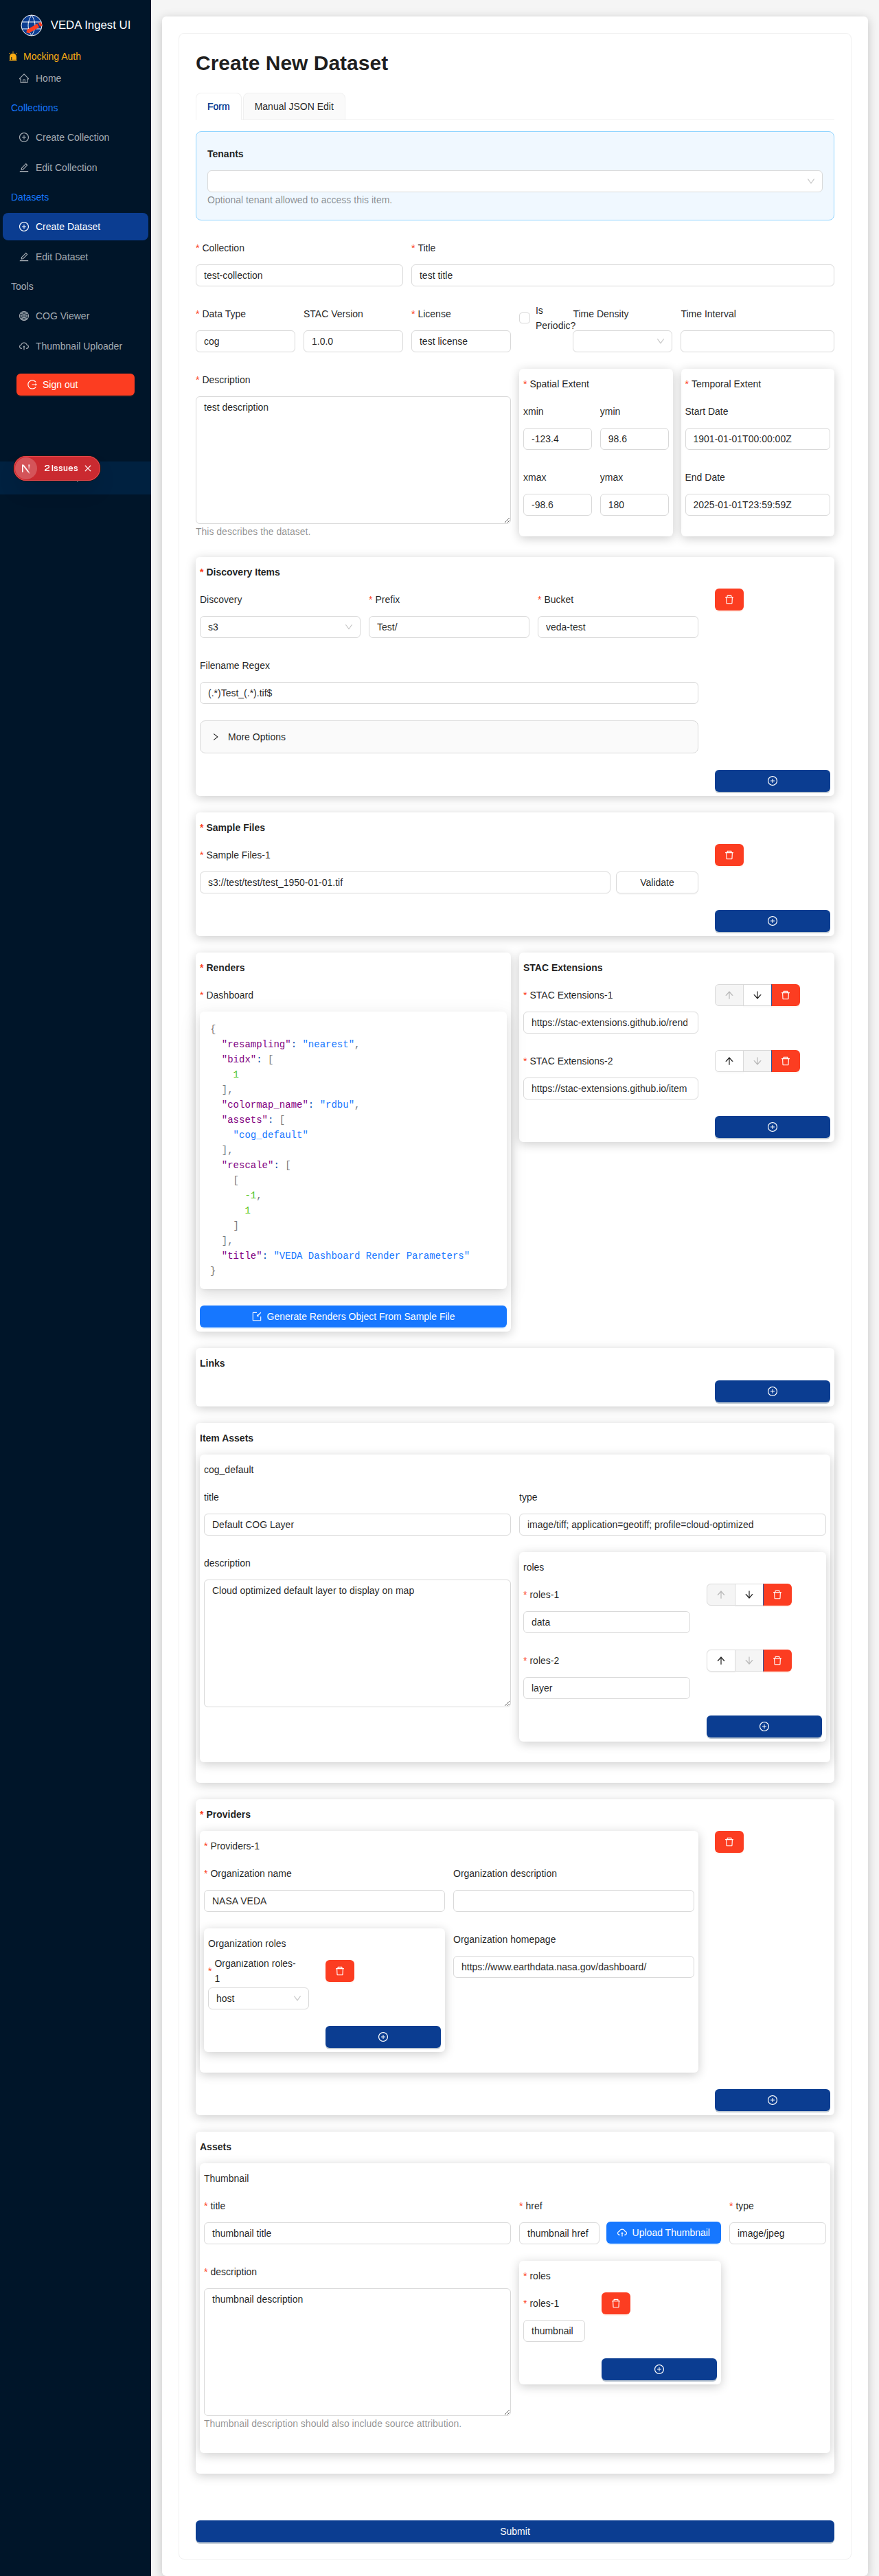 VEDA Ingest UI
Mocking Auth
Home
Collections
Create Collection
Edit Collection
Datasets
Create Dataset
Edit Dataset
Tools
COG Viewer
Thumbnail Uploader
Sign out
N 2 Issues
Create New Dataset
Form Manual JSON Edit
Tenants
Optional tenant allowed to access this item.
* Collection * Title
test-collection test title
* Data Type STAC Version * License Is Periodic? Time Density Time Interval
cog 1.0.0 test license
* Description
test description
This describes the dataset.
* Spatial Extent
xmin ymin
-123.4 98.6
xmax ymax
-98.6 180
* Temporal Extent
Start Date
1901-01-01T00:00:00Z
End Date
2025-01-01T23:59:59Z
* Discovery Items
Discovery * Prefix * Bucket
s3 Test/ veda-test
Filename Regex
(.*)Test_(.*).tif$
More Options
* Sample Files
* Sample Files-1
s3://test/test/test_1950-01-01.tif Validate
* Renders
* Dashboard
{
"resampling": "nearest",
"bidx": [
1
],
"colormap_name": "rdbu",
"assets": [
"cog_default"
],
"rescale": [
[
-1,
1
]
],
"title": "VEDA Dashboard Render Parameters"
}
Generate Renders Object From Sample File
STAC Extensions
* STAC Extensions-1
https://stac-extensions.github.io/rend
* STAC Extensions-2
https://stac-extensions.github.io/item
Links
Item Assets
cog_default
title type
Default COG Layer image/tiff; application=geotiff; profile=cloud-optimized
description
Cloud optimized default layer to display on map
roles
* roles-1
data
* roles-2
layer
* Providers
* Providers-1
* Organization name Organization description
NASA VEDA
Organization roles
* Organization roles-
1
host
Organization homepage
https://www.earthdata.nasa.gov/dashboard/
Assets
Thumbnail
* title * href * type
thumbnail title thumbnail href Upload Thumbnail image/jpeg
* description
thumbnail description
Thumbnail description should also include source attribution.
* roles
* roles-1
thumbnail
Submit